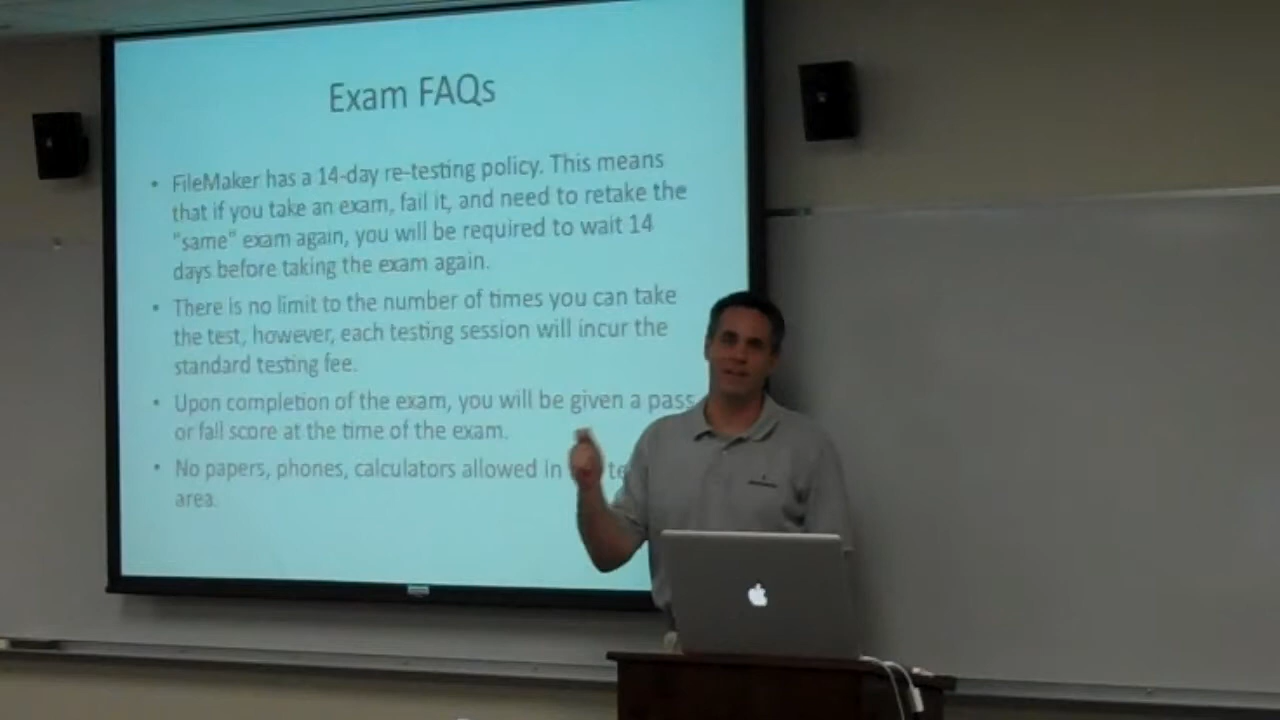 Exam FAQs
• FileMaker has a 14-day re-testing policy. This means
that if you take an exam, fail it, and need to retake the
"same" exam again, you will be required to wait 14
days before taking the exam again.
• There is no limit to the number of times you can take
the test, however, each testing session will incur the
standard testing fee.
• Upon completion of the exam, you will be given a pass
or fail score at the time of the exam.
• No papers, phones, calculators allowed in
area.